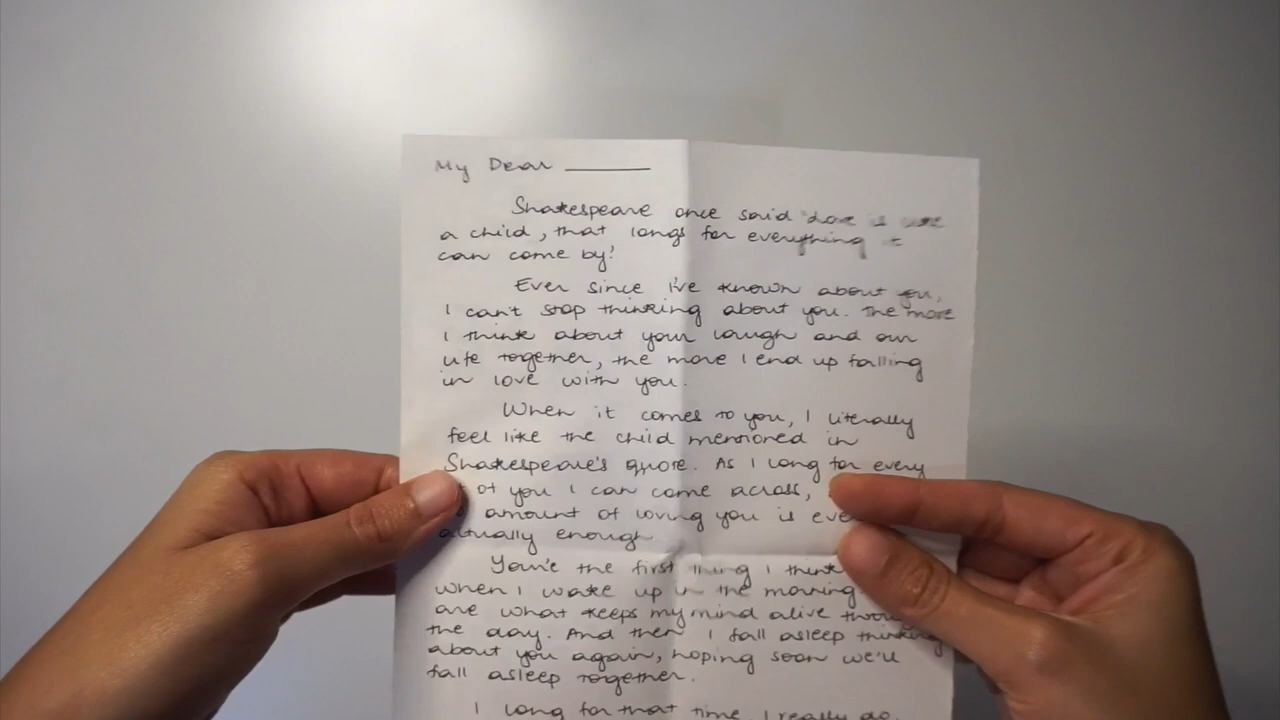 My Dear ________
Shakespeare once said 'Love is like
a child, that longs for everything it
can come by!
Ever since I've known about you,
I can't stop thinking about you. The more
I think about your laugh and our
life together, the more I end up falling
in love with you.
When it comes to you, I literally
feel like the child mentioned in
Shakespeare's quote. As I long for every
of you I can come across,
amount of loving you is
actually enough
You're the first thing I think
when I wake up in the morning
are what keeps my mind alive
the day. And then I fall asleep thinking
about you again, hoping soon we'll
fall asleep together.
I long for that time, I really do.